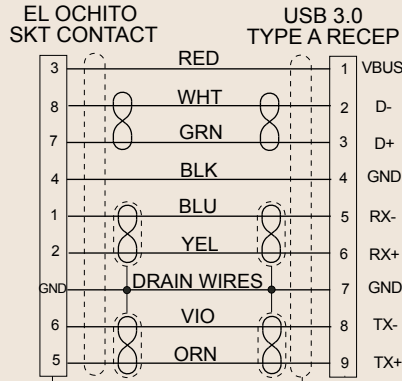 EL OCHITO
SKT CONTACT
USB 3.0
TYPE A RECEP
3 RED 1 VBUS
8 WHT 2 D-
7 GRN 3 D+
4 BLK 4 GND
1 BLU 5 RX-
2 YEL 6 RX+
GND DRAIN WIRES 7 GND
6 VIO 8 TX-
5 ORN 9 TX+